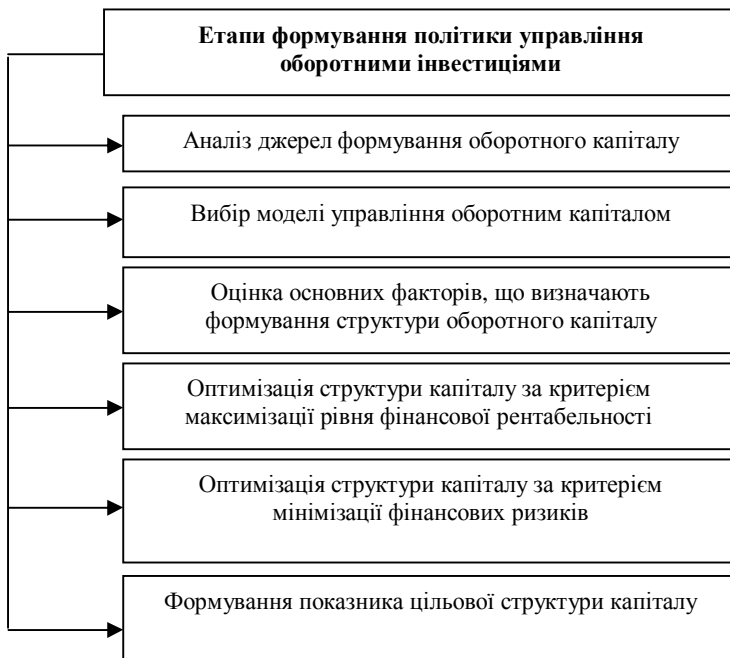 Етапи формування політики управління
оборотними інвестиціями
Аналіз джерел формування оборотного капіталу
Вибір моделі управління оборотним капіталом
Оцінка основних факторів, що визначають
формування структури оборотного капіталу
Оптимізація структури капіталу за критерієм
максимізації рівня фінансової рентабельності
Оптимізація структури капіталу за критерієм
мінімізації фінансових ризиків
Формування показника цільової структури капіталу